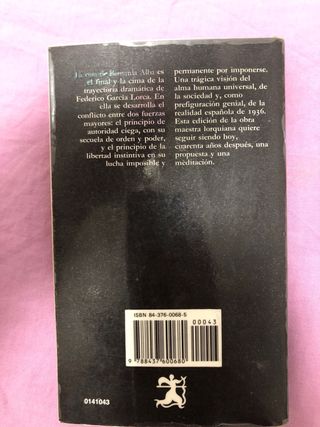 La casa de Bernarda Alba es
el final y la cima de la
trayectoria dramática de
Federico García Lorca. En
ella se desarrolla el
conflicto entre dos fuerzas
mayores: el principio de
autoridad ciega, con su
secuela de orden y poder,
y el principio de la
libertad instintiva en su
lucha imposible y
permanente por imponerse.
Una trágica visión del
alma humana universal, de
la sociedad y, como
prefiguración genial, de la
realidad española de 1936.
Esta edición de la obra
maestra lorquiana quiere
seguir siendo hoy,
cuarenta años después, una
propuesta y una
meditación.
ISBN 84-376-0068-5
00043
9 788437 600680
0141043